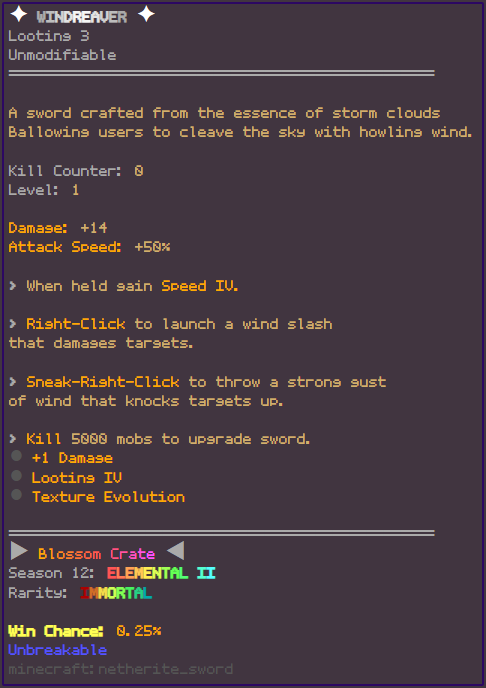 ✦ WINDREAVER ✦
Looting 3
Unmodifiable
A sword crafted from the essence of storm clouds
Ballowing users to cleave the sky with howling wind.
Kill Counter: 0
Level: 1
Damage: +14
Attack Speed: +50%
> When held gain Speed IV.
> Right-Click to launch a wind slash
that damages targets.
> Sneak-Right-Click to throw a strong gust
of wind that knocks targets up.
> Kill 5000 mobs to upgrade sword.
● +1 Damage
● Looting IV
● Texture Evolution
▶ Blossom Crate ◀
Season 12: ELEMENTAL II
Rarity: IMMORTAL
Win Chance: 0.25%
Unbreakable
minecraft:netherite_sword